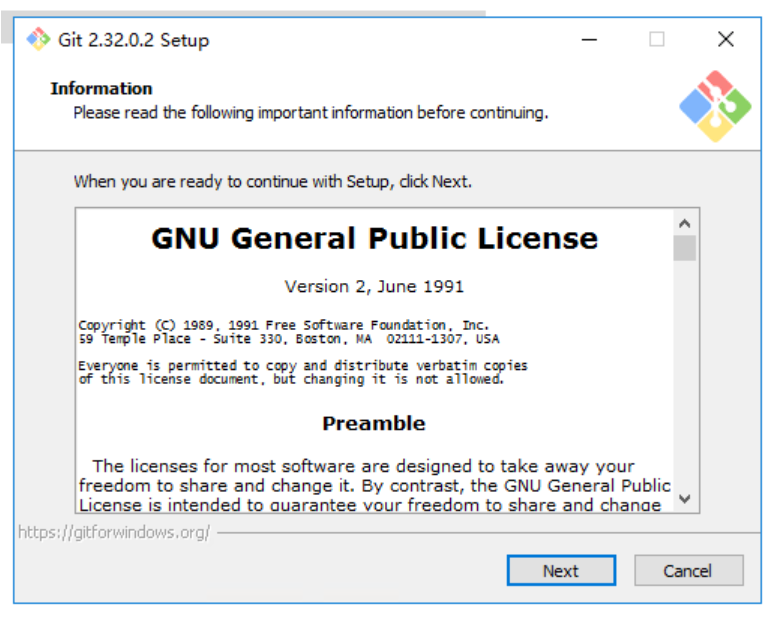 Git 2.32.0.2 Setup
Information
Please read the following important information before continuing.
When you are ready to continue with Setup, click Next.
GNU General Public License
Version 2, June 1991
Copyright (C) 1989, 1991 Free Software Foundation, Inc.
59 Temple Place - Suite 330, Boston, MA  02111-1307, USA
Everyone is permitted to copy and distribute verbatim copies
of this license document, but changing it is not allowed.
Preamble
The licenses for most software are designed to take away your
freedom to share and change it. By contrast, the GNU General Public
License is intended to guarantee your freedom to share and change
https://gitforwindows.org/
Next
Cancel